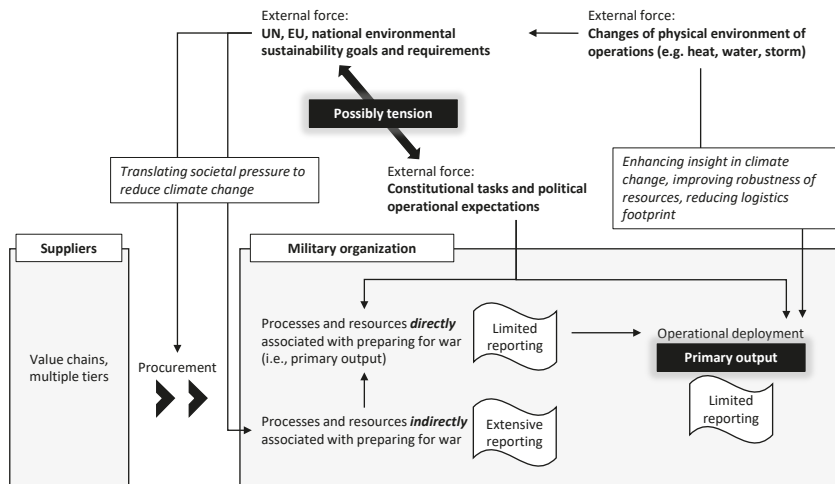 External force:
UN, EU, national environmental
sustainability goals and requirements
External force:
Changes of physical environment of
operations (e.g. heat, water, storm)
Possibly tension
Translating societal pressure to
reduce climate change
External force:
Constitutional tasks and political
operational expectations
Enhancing insight in climate
change, improving robustness of
resources, reducing logistics
footprint
Suppliers
Military organization
Value chains,
multiple tiers
Procurement
Processes and resources directly
associated with preparing for war
(i.e., primary output)
Limited
reporting
Operational deployment
Primary output
Limited
reporting
Processes and resources indirectly
associated with preparing for war
Extensive
reporting